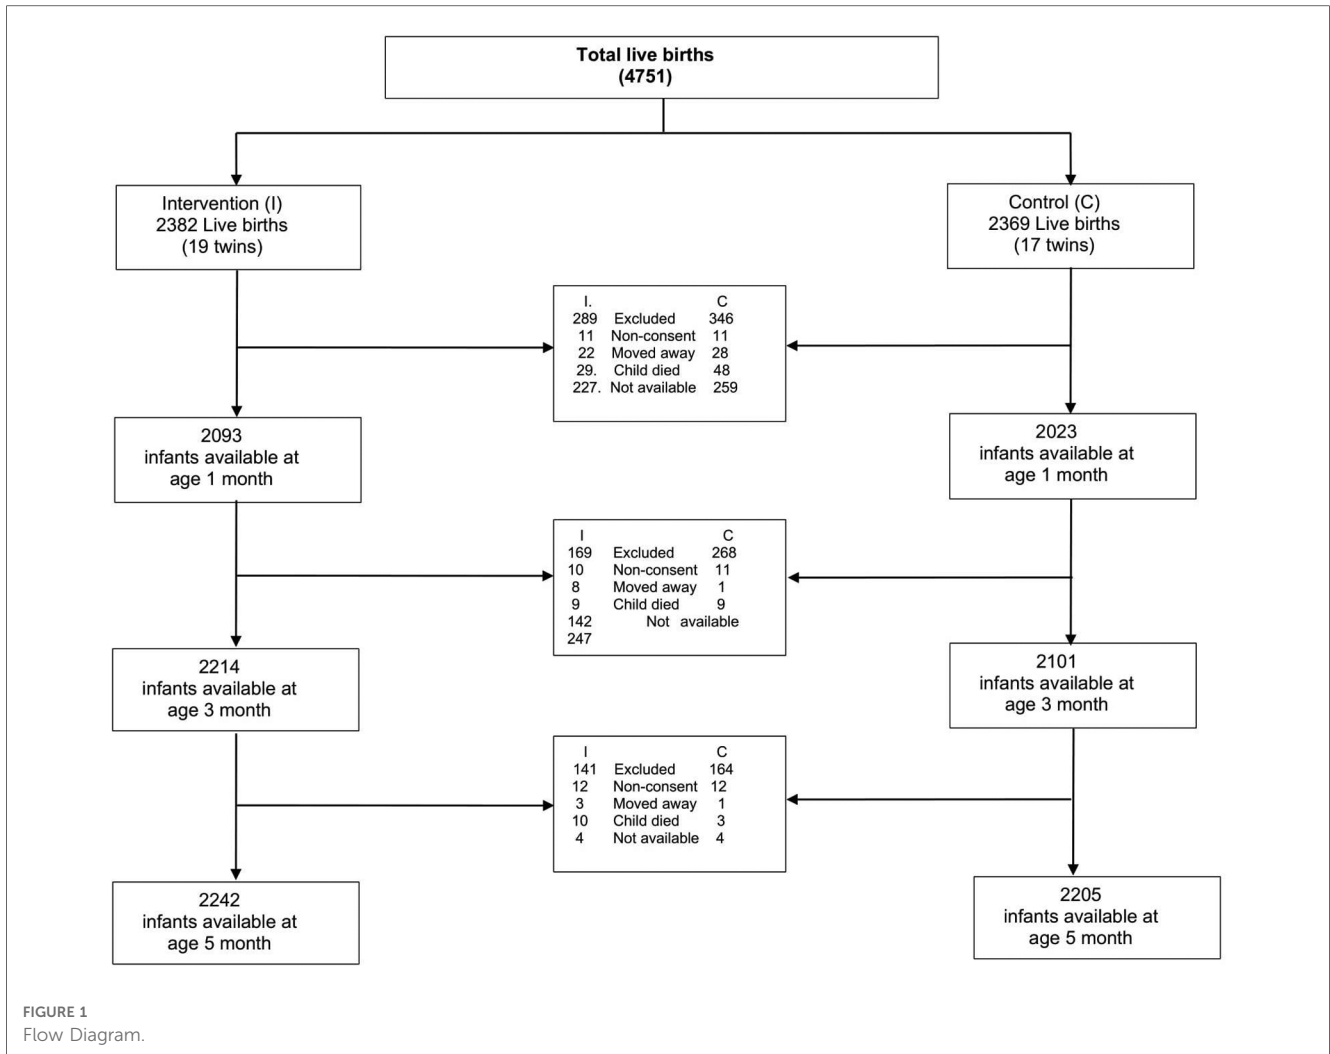 Total live births
(4751)
Intervention (I)
2382 Live births
(19 twins)
Control (C)
2369 Live births
(17 twins)
I. C
289 Excluded 346
11 Non-consent 11
22 Moved away 28
29. Child died 48
227. Not available 259
2093
infants available at
age 1 month
2023
infants available at
age 1 month
I C
169 Excluded 268
10 Non-consent 11
8 Moved away 1
9 Child died 9
142 Not available
247
2214
infants available at
age 3 month
2101
infants available at
age 3 month
I C
141 Excluded 164
12 Non-consent 12
3 Moved away 1
10 Child died 3
4 Not available 4
2242
infants available at
age 5 month
2205
infants available at
age 5 month
FIGURE 1
Flow Diagram.